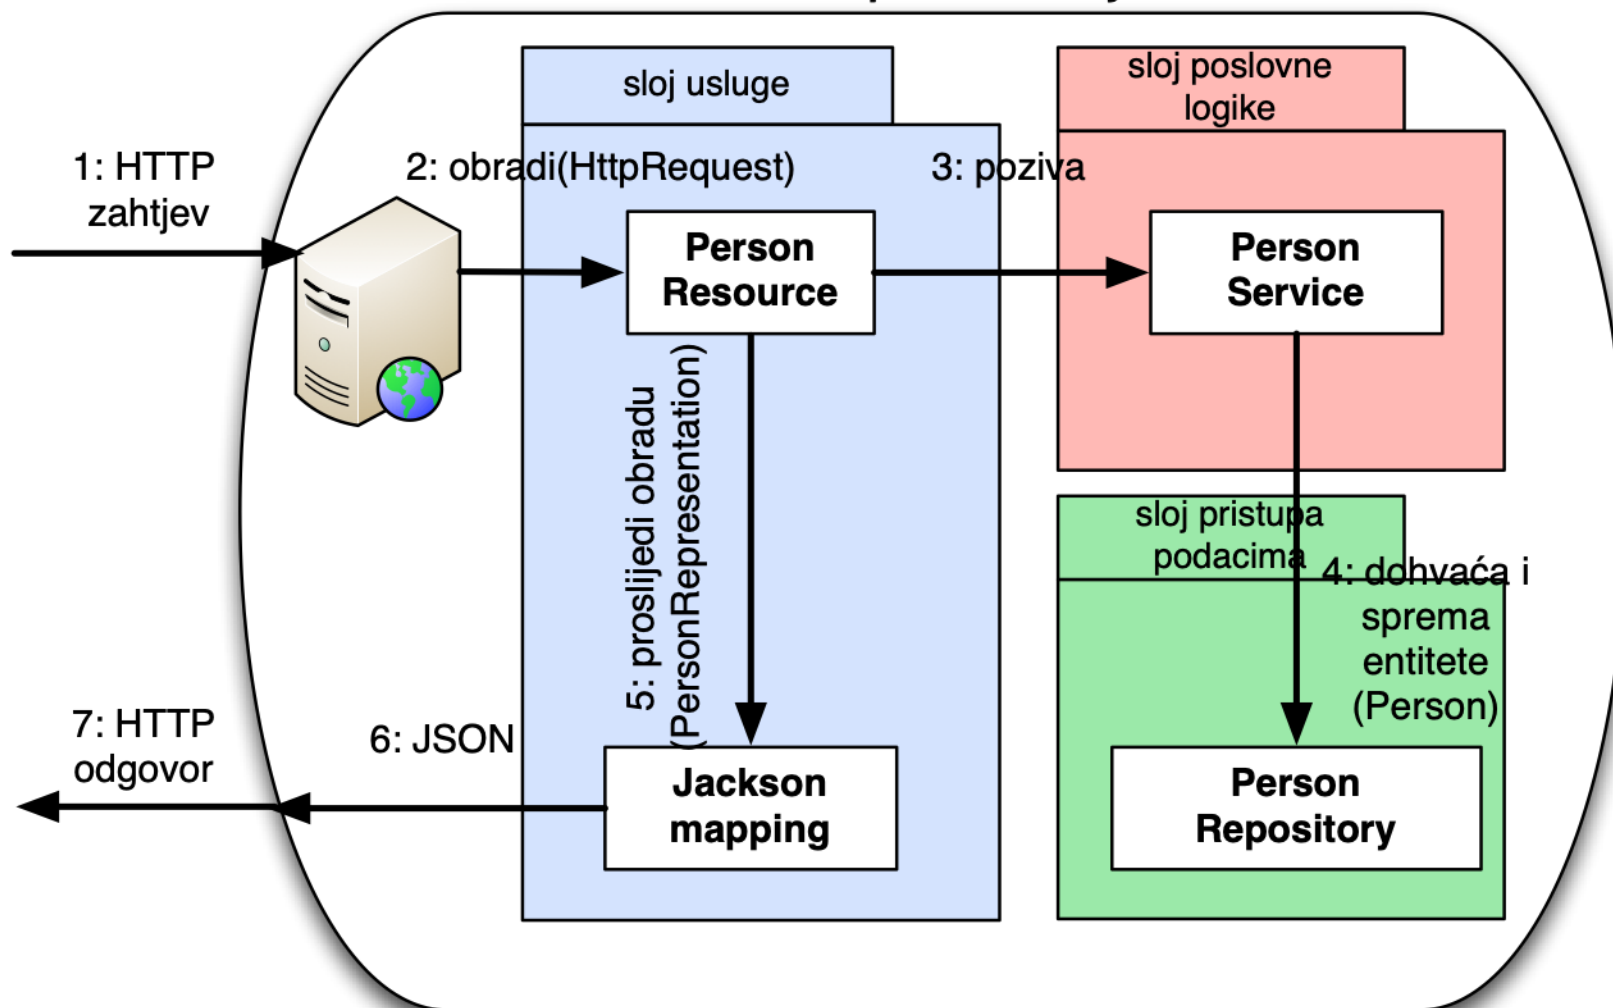 sloj usluge
sloj poslovne
logike
1: HTTP
zahtjev
2: obradi(HttpRequest)
3: poziva
Person
Resource
Person
Service
5: proslijedi obradu
(PersonRepresentation)
sloj pristupa
podacima
4: dohvaća i
sprema
entitete
(Person)
7: HTTP
odgovor
6: JSON
Jackson
mapping
Person
Repository